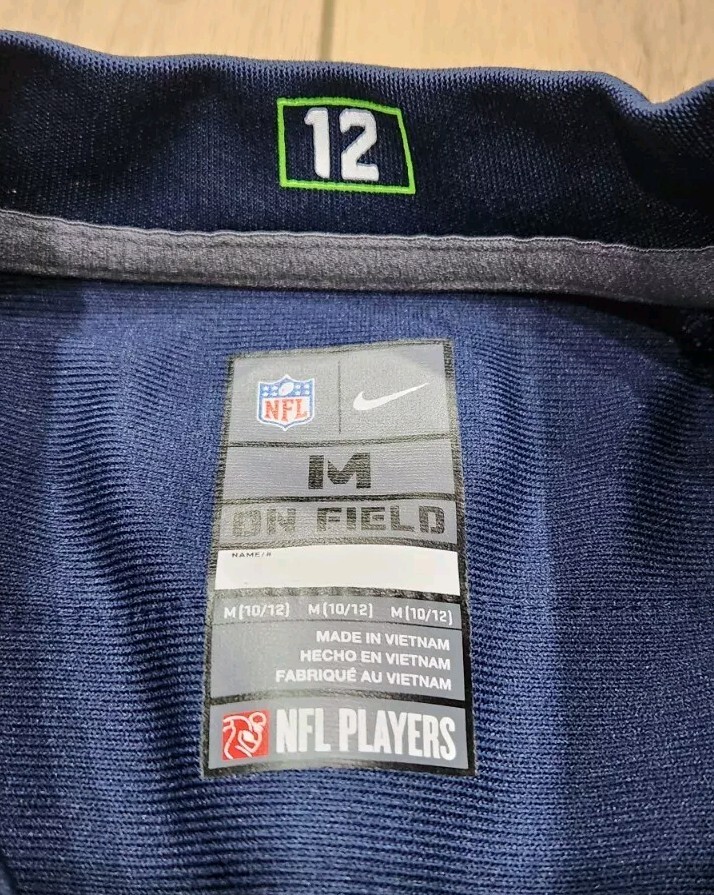 12
NFL
M
ON FIELD
NAME/#
M (10/12) M (10/12) M (10/12)
MADE IN VIETNAM
HECHO EN VIETNAM
FABRIQUÉ AU VIETNAM
NFL PLAYERS